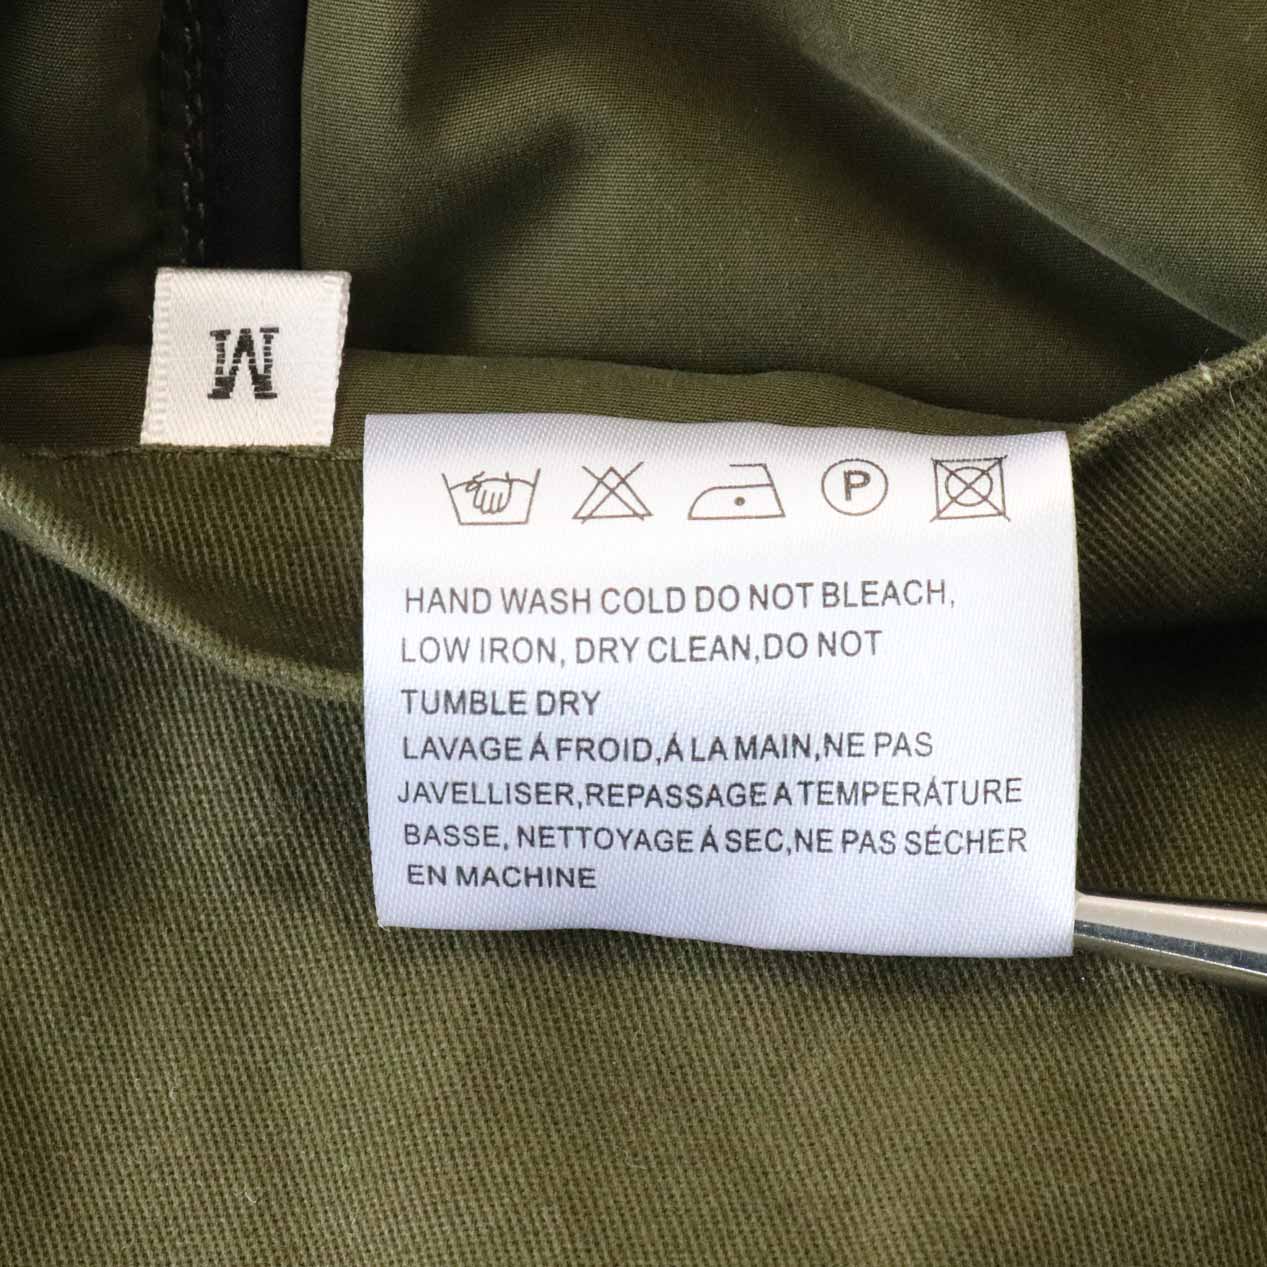 M
P
HAND WASH COLD DO NOT BLEACH,
LOW IRON, DRY CLEAN,DO NOT
TUMBLE DRY
LAVAGE Á FROID,Á LA MAIN,NE PAS
JAVELLISER,REPASSAGE A TEMPERÁTURE
BASSE, NETTOYAGE Á SEC,NE PAS SÉCHER
EN MACHINE